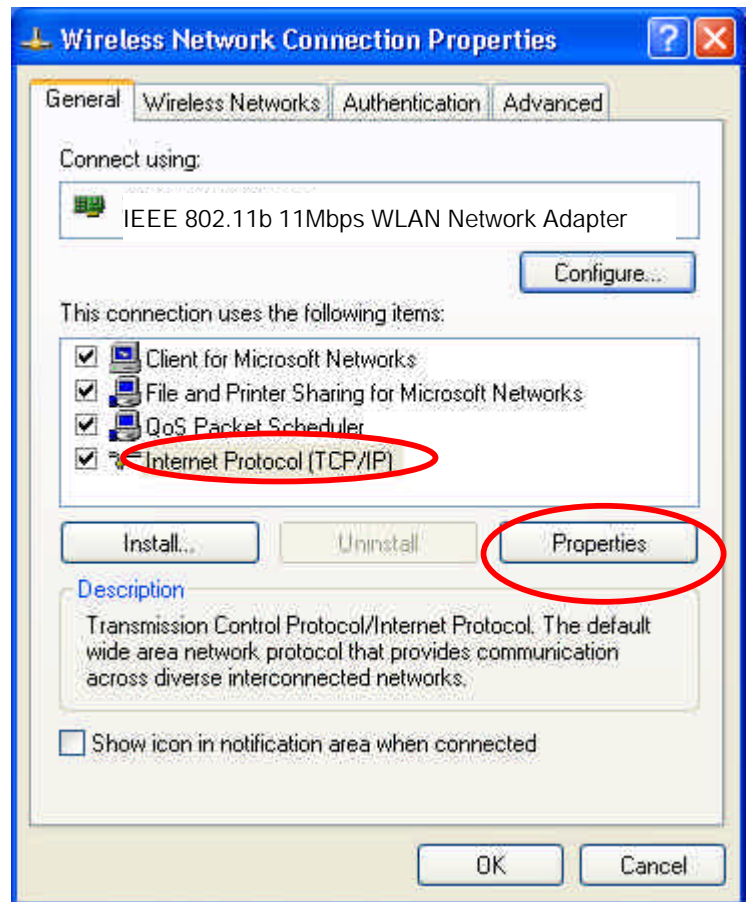 Wireless Network Connection Properties
General Wireless Networks Authentication Advanced
Connect using:
IEEE 802.11b 11Mbps WLAN Network Adapter
Configure...
This connection uses the following items:
Client for Microsoft Networks
File and Printer Sharing for Microsoft Networks
QoS Packet Scheduler
Internet Protocol (TCP/IP)
Install... Uninstall Properties
Description
Transmission Control Protocol/Internet Protocol. The default
wide area network protocol that provides communication
across diverse interconnected networks.
Show icon in notification area when connected
OK Cancel